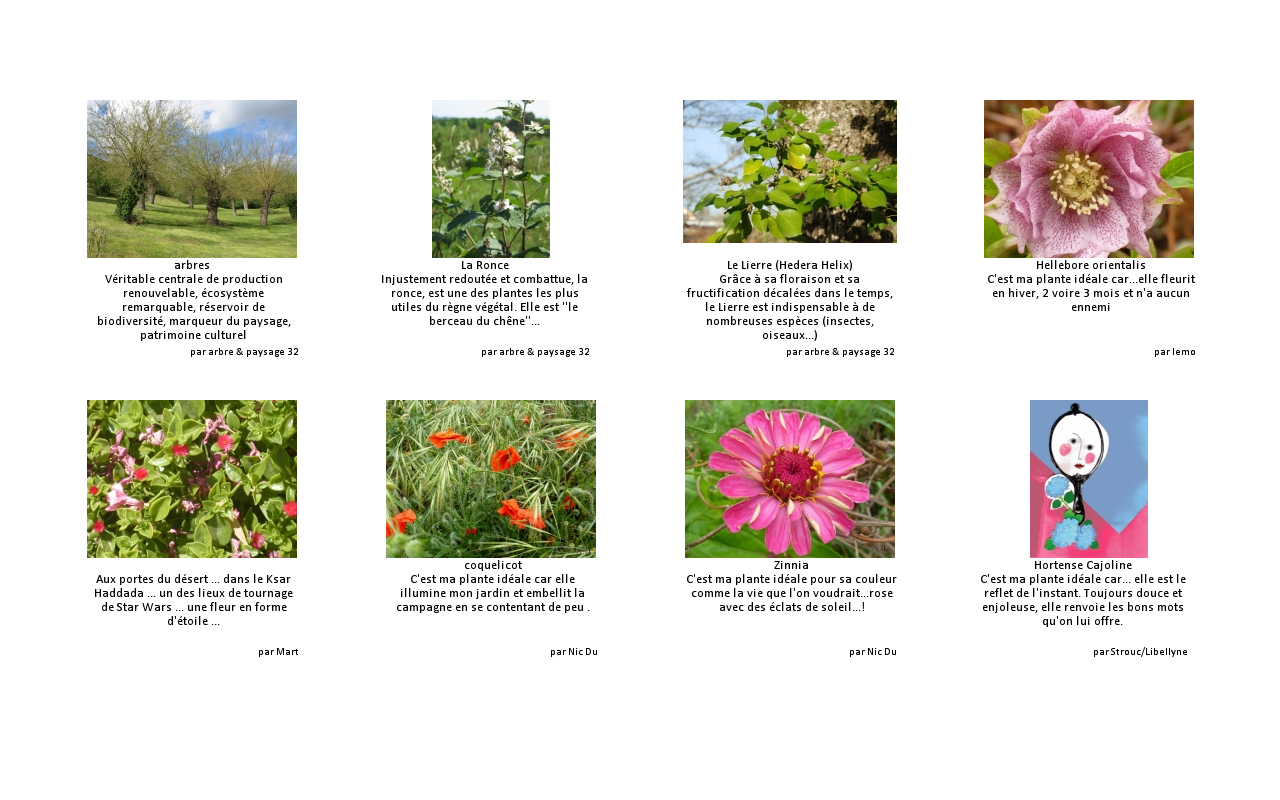 arbres
Véritable centrale de production
renouvelable, écosystème
remarquable, réservoir de
biodiversité, marqueur du paysage,
patrimoine culturel
par arbre & paysage 32
La Ronce
Injustement redoutée et combattue, la
ronce, est une des plantes les plus
utiles du règne végétal. Elle est ''le
berceau du chêne''...
par arbre & paysage 32
Le Lierre (Hedera Helix)
Grâce à sa floraison et sa
fructification décalées dans le temps,
le Lierre est indispensable à de
nombreuses espèces (insectes,
oiseaux...)
par arbre & paysage 32
Hellebore orientalis
C'est ma plante idéale car...elle fleurit
en hiver, 2 voire 3 mois et n'a aucun
ennemi
par lemo
Aux portes du désert ... dans le Ksar
Haddada ... un des lieux de tournage
de Star Wars ... une fleur en forme
d'étoile ...
par Mart
coquelicot
C'est ma plante idéale car elle
illumine mon jardin et embellit la
campagne en se contentant de peu .
par Nic Du
Zinnia
C'est ma plante idéale pour sa couleur
comme la vie que l'on voudrait...rose
avec des éclats de soleil...!
par Nic Du
Hortense Cajoline
C'est ma plante idéale car... elle est le
reflet de l'instant. Toujours douce et
enjoleuse, elle renvoie les bons mots
qu'on lui offre.
par Strouc/Libellyne